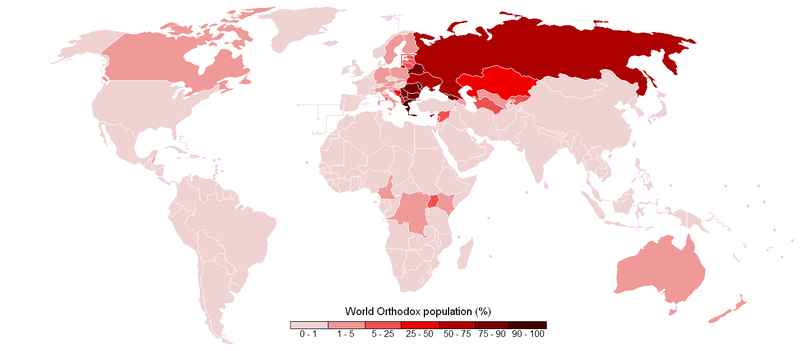 World Orthodox population (%)
0 - 1 1 - 5 5 - 25 25 - 50 50 - 75 75 - 90 90 - 100